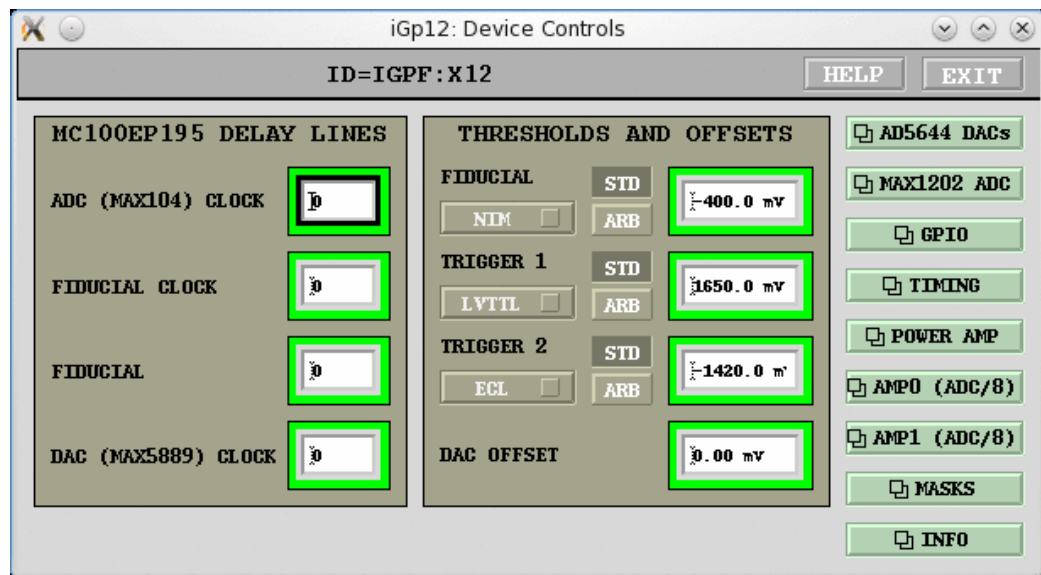 iGp12: Device Controls
ID=IGPF:X12
HELP
EXIT
MC100EP195 DELAY LINES
ADC (MAX104) CLOCK
0
FIDUCIAL CLOCK
0
FIDUCIAL
0
DAC (MAX5889) CLOCK
0
THRESHOLDS AND OFFSETS
FIDUCIAL
NIM
STD
ARB
-400.0 mV
TRIGGER 1
LVTTL
STD
ARB
1650.0 mV
TRIGGER 2
ECL
STD
ARB
-1420.0 m
DAC OFFSET
0.00 mV
AD5644 DACs
MAX1202 ADC
GPIO
TIMING
POWER AMP
AMP0 (ADC/8)
AMP1 (ADC/8)
MASKS
INFO